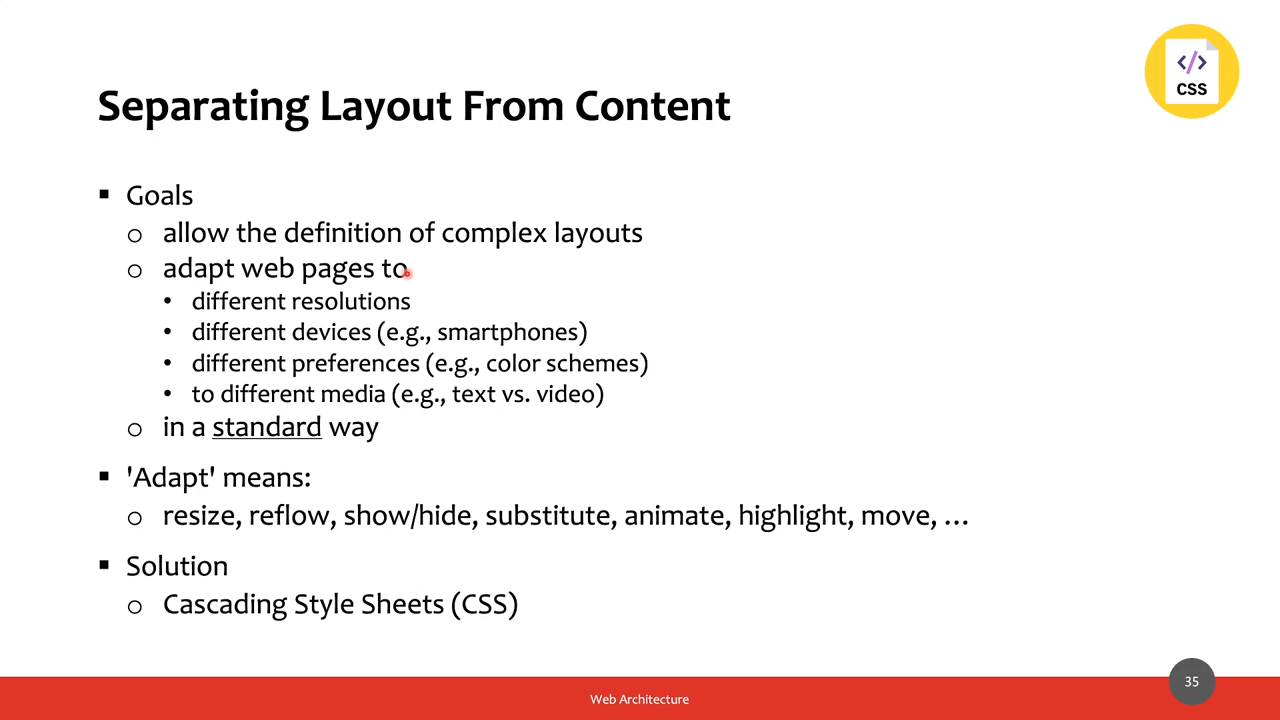 </> 
CSS
Separating Layout From Content
▪ Goals
o allow the definition of complex layouts
o adapt web pages to
• different resolutions
• different devices (e.g., smartphones)
• different preferences (e.g., color schemes)
• to different media (e.g., text vs. video)
o in a standard way
▪ 'Adapt' means:
o resize, reflow, show/hide, substitute, animate, highlight, move, …
▪ Solution
o Cascading Style Sheets (CSS)
Web Architecture
35